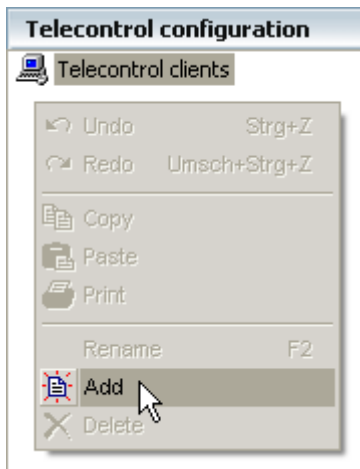 Telecontrol configuration
Telecontrol clients
Undo Strg+Z
Redo Umsch+Strg+Z
Copy
Paste
Print
Rename F2
Add
Delete